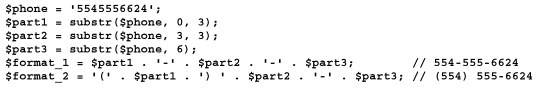 $phone = '5545556624';
$part1 = substr($phone, 0, 3);
$part2 = substr($phone, 3, 3);
$part3 = substr($phone, 6);
$format_1 = $part1 . '-' . $part2 . '-' . $part3;        // 554-555-6624
$format_2 = '(' . $part1 . ') ' . $part2 . '-' . $part3; // (554) 555-6624